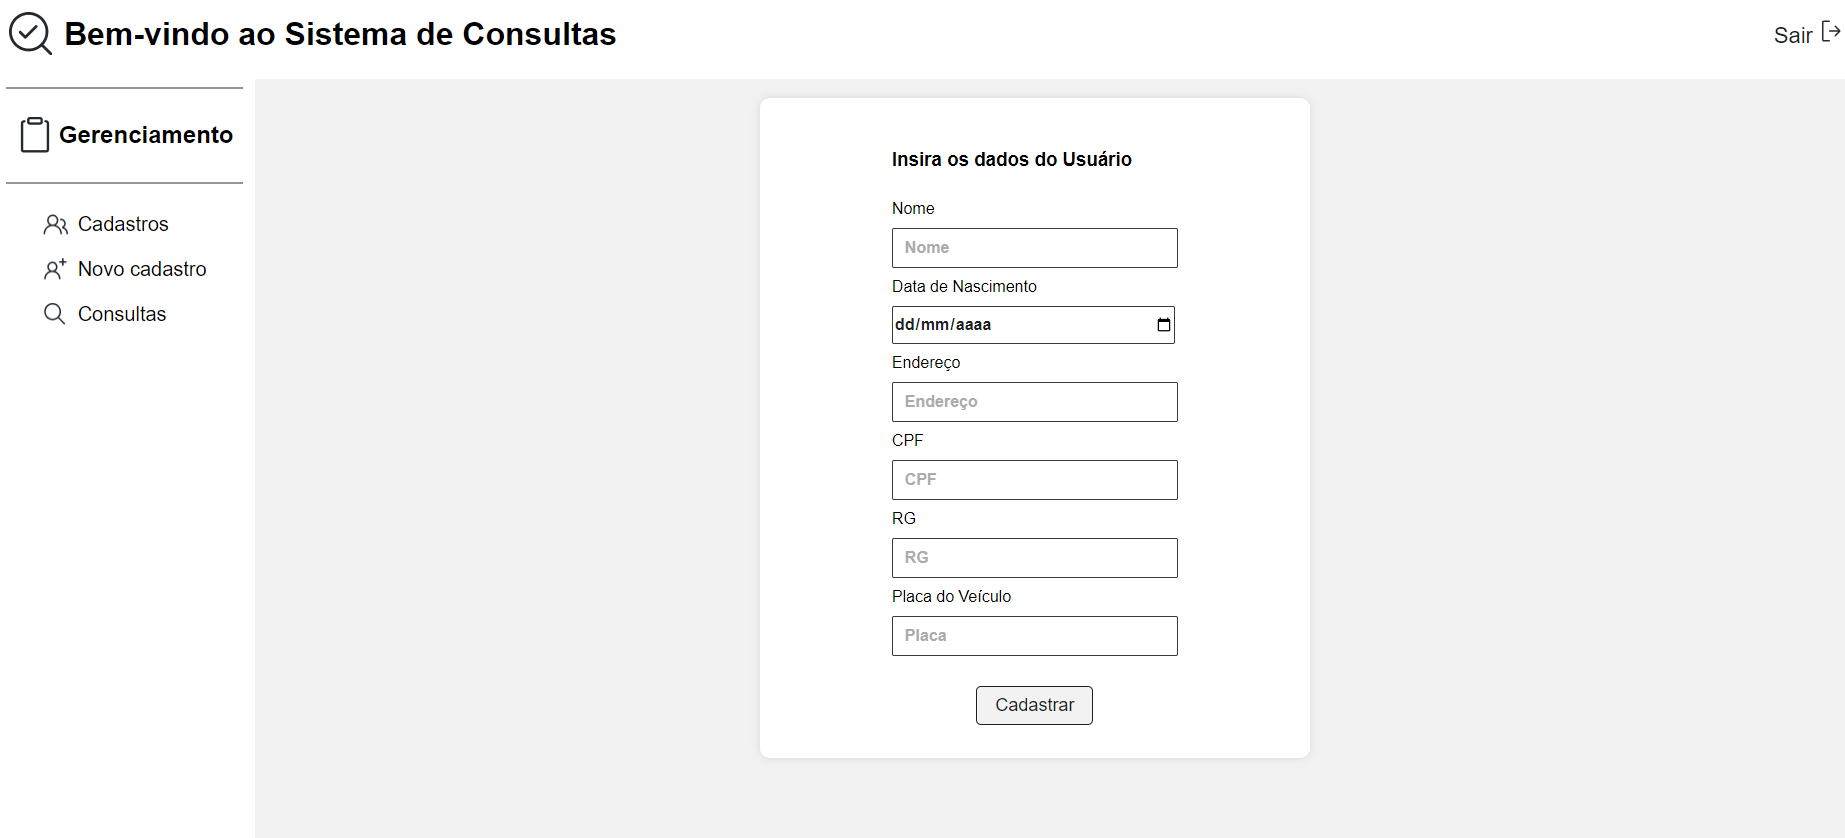 Bem-vindo ao Sistema de Consultas
Sair
Gerenciamento
Cadastros
Novo cadastro
Consultas
Insira os dados do Usuário
Nome
Nome
Data de Nascimento
dd/mm/aaaa
Endereço
Endereço
CPF
CPF
RG
RG
Placa do Veículo
Placa
Cadastrar